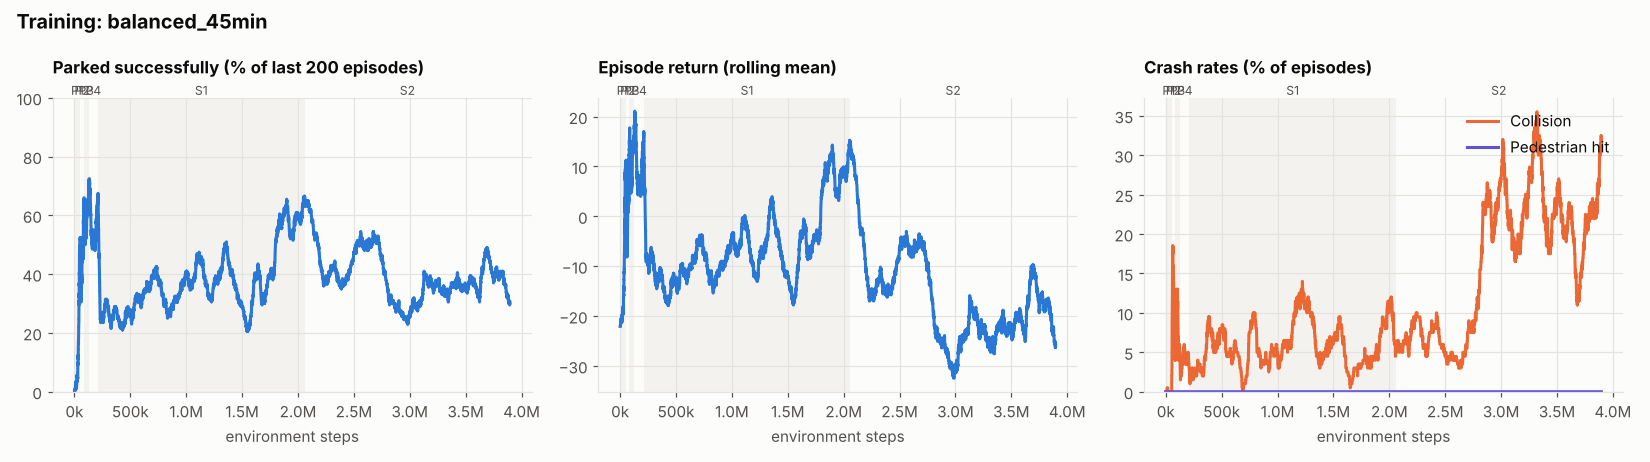 Training: balanced_45min
Parked successfully (% of last 200 episodes)
S1
S2
100
80
60
40
20
0
0k
500k
1.0M
1.5M
2.0M
2.5M
3.0M
3.5M
4.0M
environment steps
Episode return (rolling mean)
S1
S2
20
10
0
−10
−20
−30
0k
500k
1.0M
1.5M
2.0M
2.5M
3.0M
3.5M
4.0M
environment steps
Crash rates (% of episodes)
S1
S2
Collision
Pedestrian hit
35
30
25
20
15
10
5
0
0k
500k
1.0M
1.5M
2.0M
2.5M
3.0M
3.5M
4.0M
environment steps